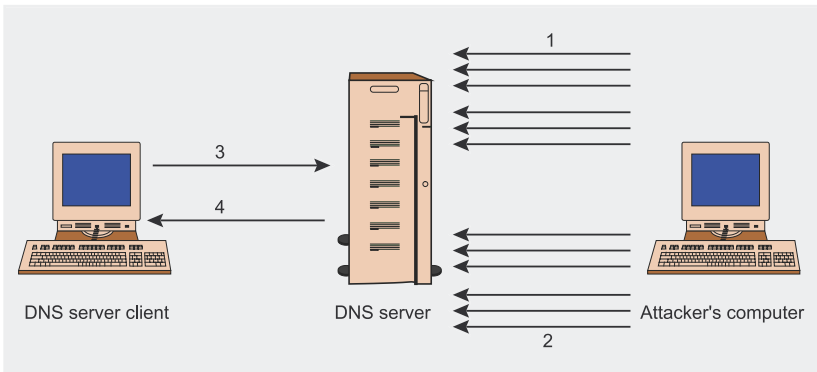 1
3
4
DNS server client
DNS server
Attacker's computer
2